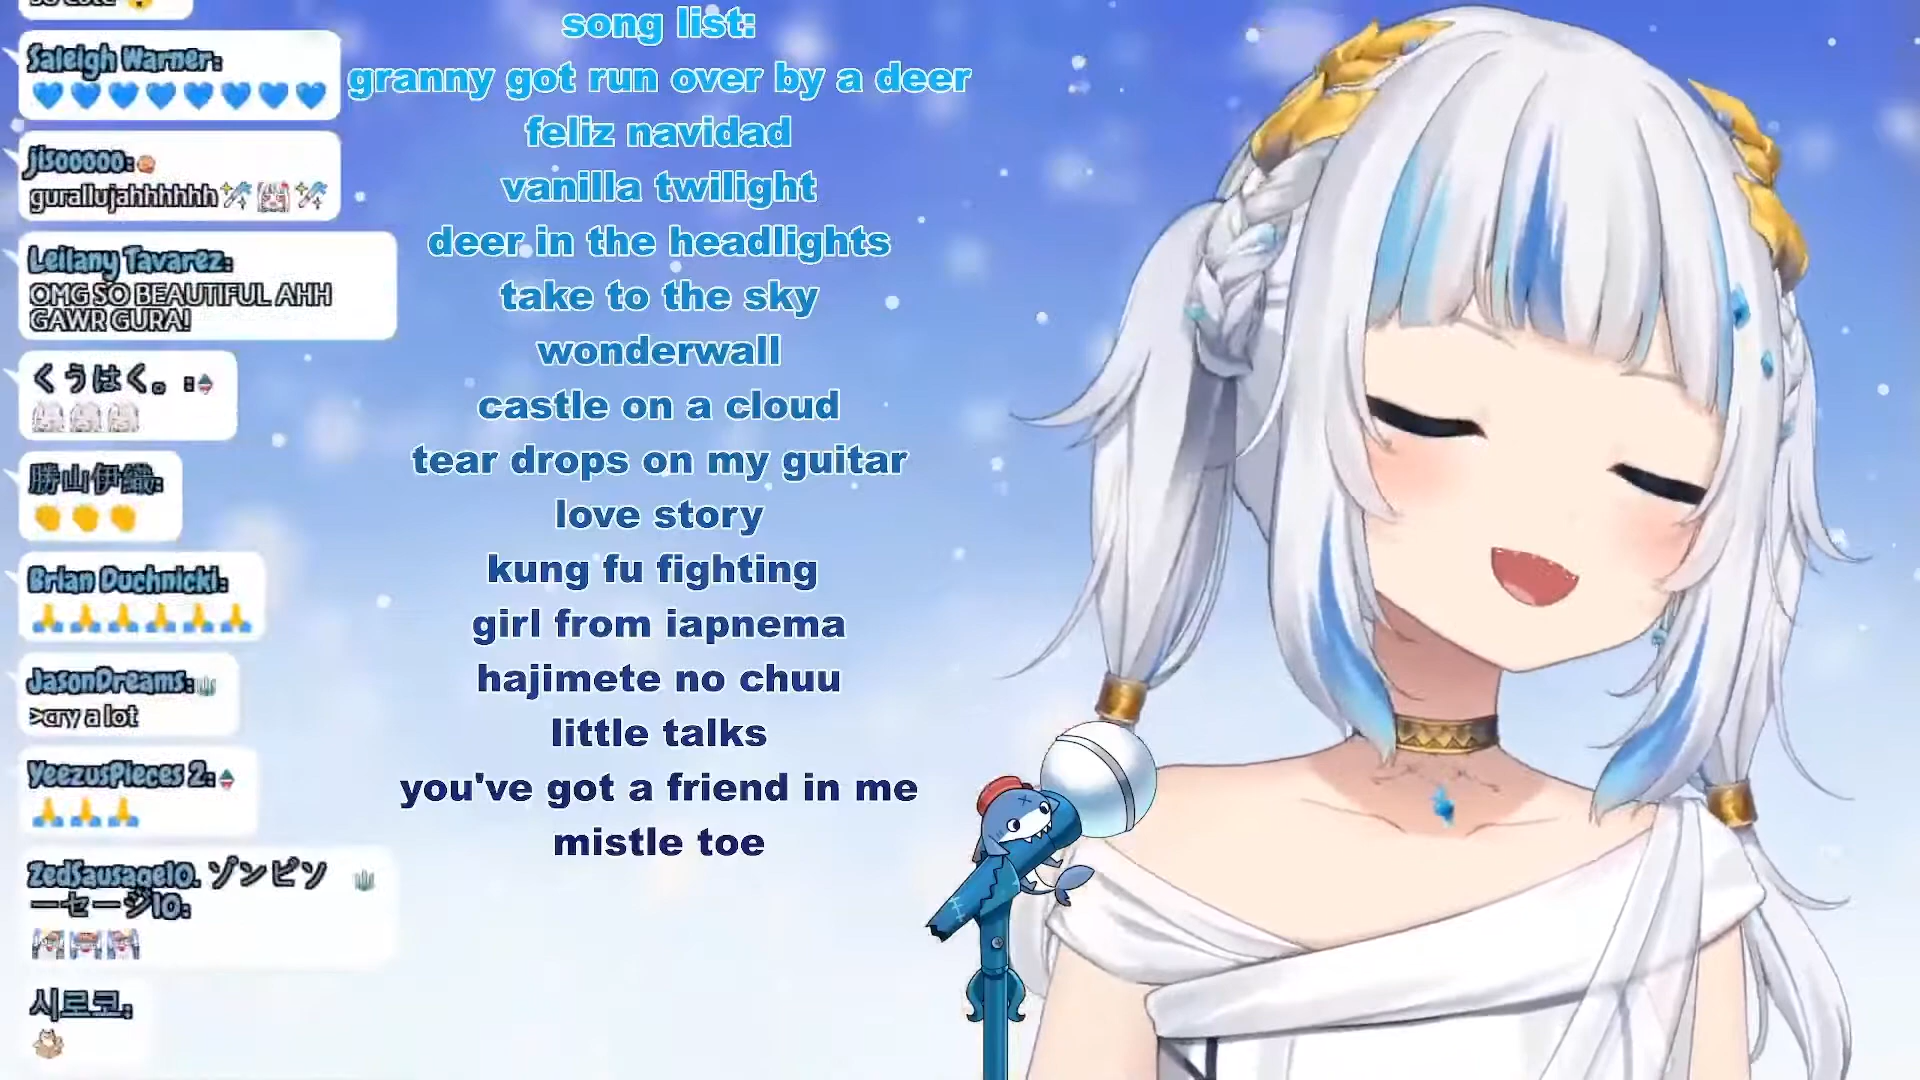 so cute
Saleigh Warner:
jisooooo:
gurallujahhhhhh
Leilany Tavarez:
OMG SO BEAUTIFUL AHH
GAWR GURA!
くうはく。:
勝山伊織:
Brian Duchnicki:
JasonDreams:
>cry a lot
YeezusPieces 2:
ZedSausage10. ゾンビソ
ーセージ10:
시로코:
song list:
granny got run over by a deer
feliz navidad
vanilla twilight
deer in the headlights
take to the sky
wonderwall
castle on a cloud
tear drops on my guitar
love story
kung fu fighting
girl from iapnema
hajimete no chuu
little talks
you've got a friend in me
mistle toe